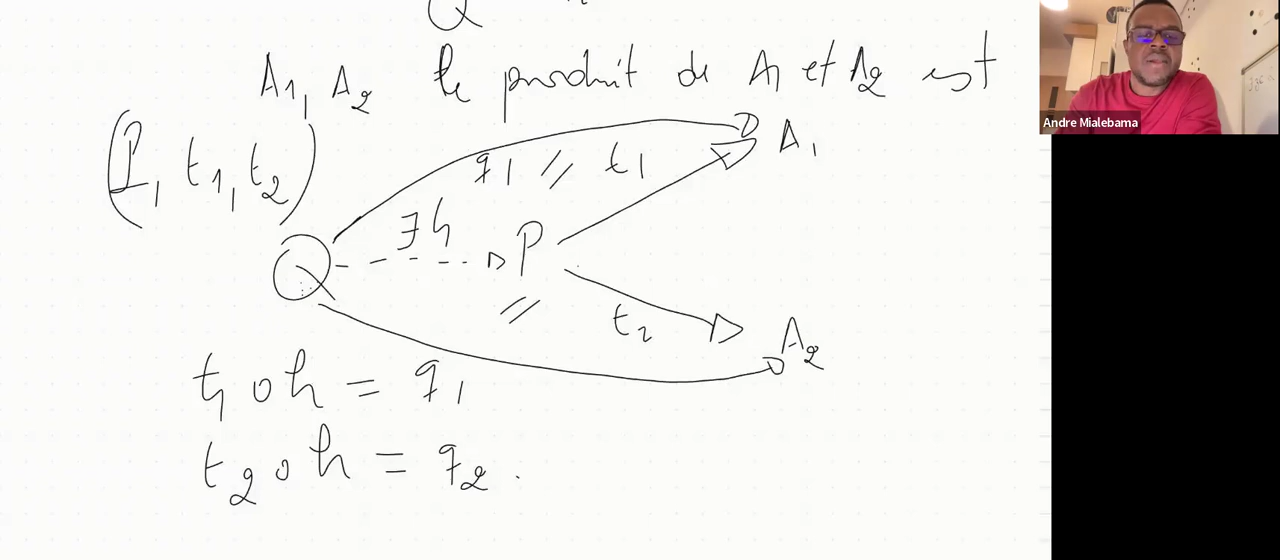 Q
A1, A2 le produit de A1 et A2 est
(P, t1, t2)
q1 // t1
A1
∃h
Q
P
//
t2
A2
t1 o h = q1
t2 o h = q2.
Andre Mialebama